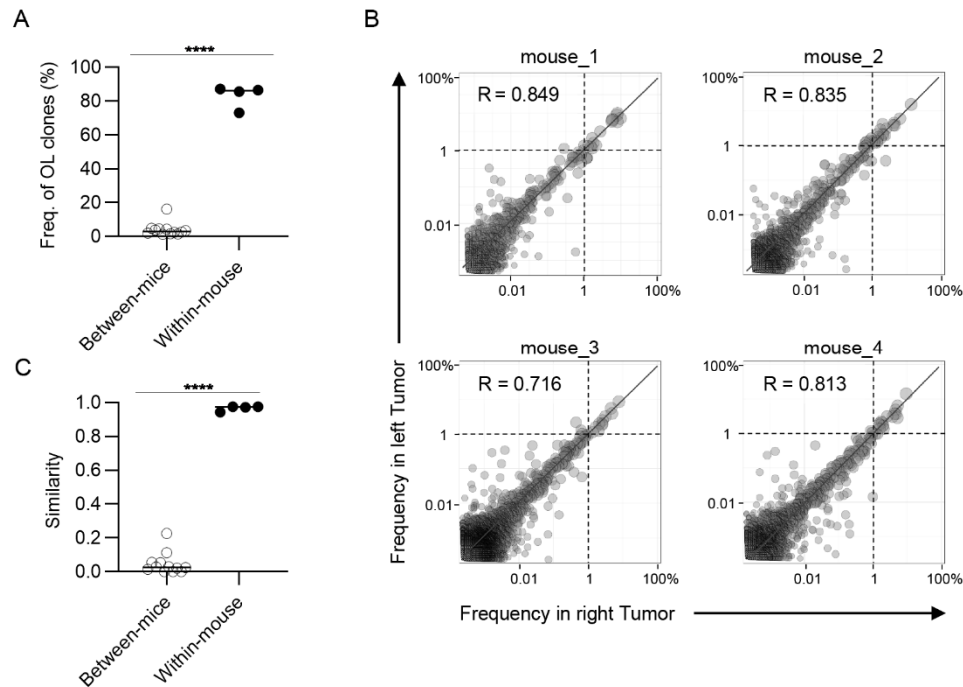 A
****
Freq. of OL clones (%)
100
80
60
40
20
0
Between-mice
Within-mouse
B
mouse_1
100%
R = 0.849
1
0.01
0.01
1
100%
mouse_2
100%
R = 0.835
1
0.01
0.01
1
100%
mouse_3
100%
R = 0.716
1
0.01
0.01
1
100%
mouse_4
100%
R = 0.813
1
0.01
0.01
1
100%
Frequency in left Tumor
Frequency in right Tumor
C
****
Similarity
1.0
0.8
0.6
0.4
0.2
0.0
Between-mice
Within-mouse